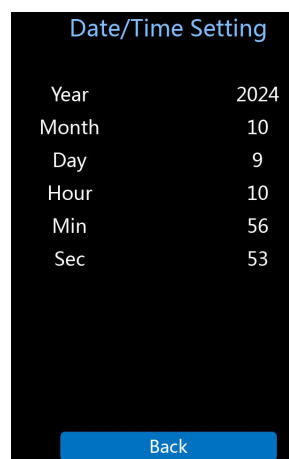 Date/Time Setting
Year 2024
Month 10
Day 9
Hour 10
Min 56
Sec 53
Back